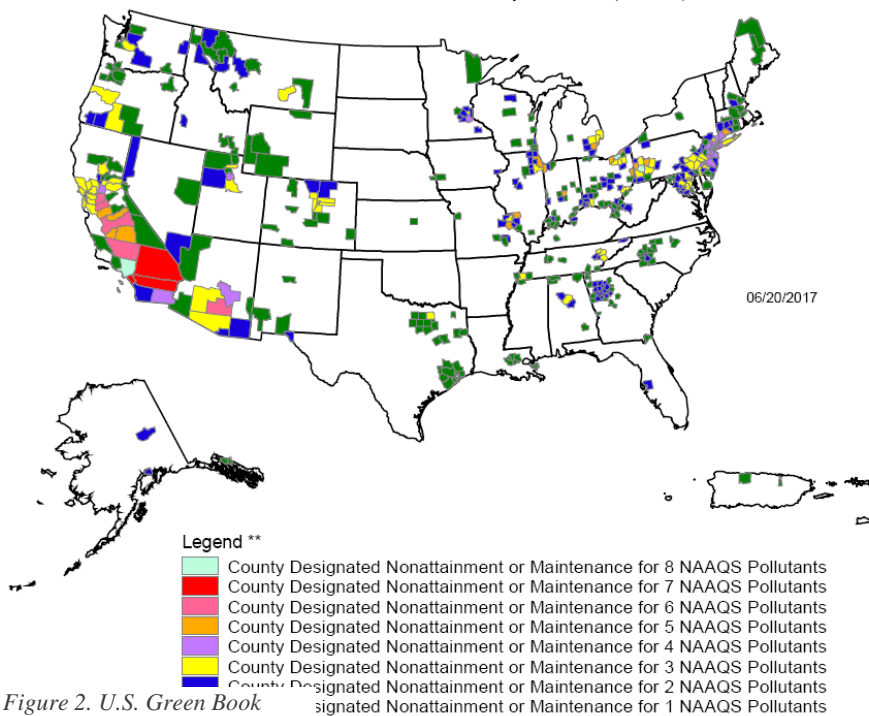 06/20/2017
Legend **
County Designated Nonattainment or Maintenance for 8 NAAQS Pollutants
County Designated Nonattainment or Maintenance for 7 NAAQS Pollutants
County Designated Nonattainment or Maintenance for 6 NAAQS Pollutants
County Designated Nonattainment or Maintenance for 5 NAAQS Pollutants
County Designated Nonattainment or Maintenance for 4 NAAQS Pollutants
County Designated Nonattainment or Maintenance for 3 NAAQS Pollutants
County Designated Nonattainment or Maintenance for 2 NAAQS Pollutants
signated Nonattainment or Maintenance for 1 NAAQS Pollutants
Figure 2. U.S. Green Book